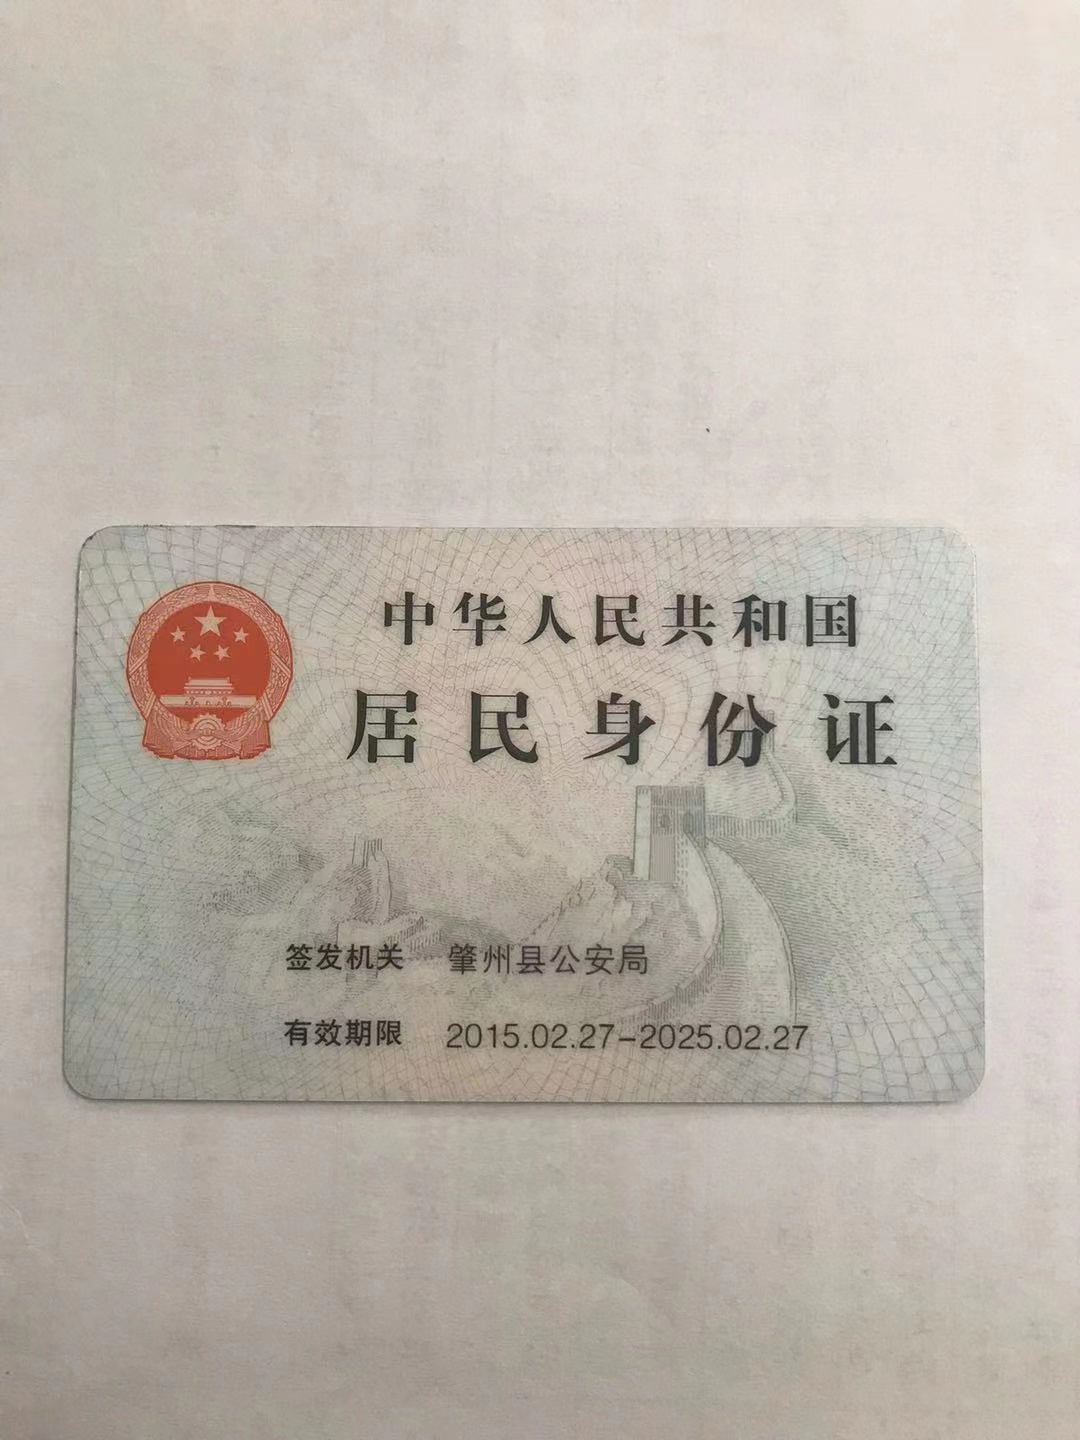 中华人民共和国
居民身份证
签发机关 肇州县公安局
有效期限 2015.02.27-2025.02.27